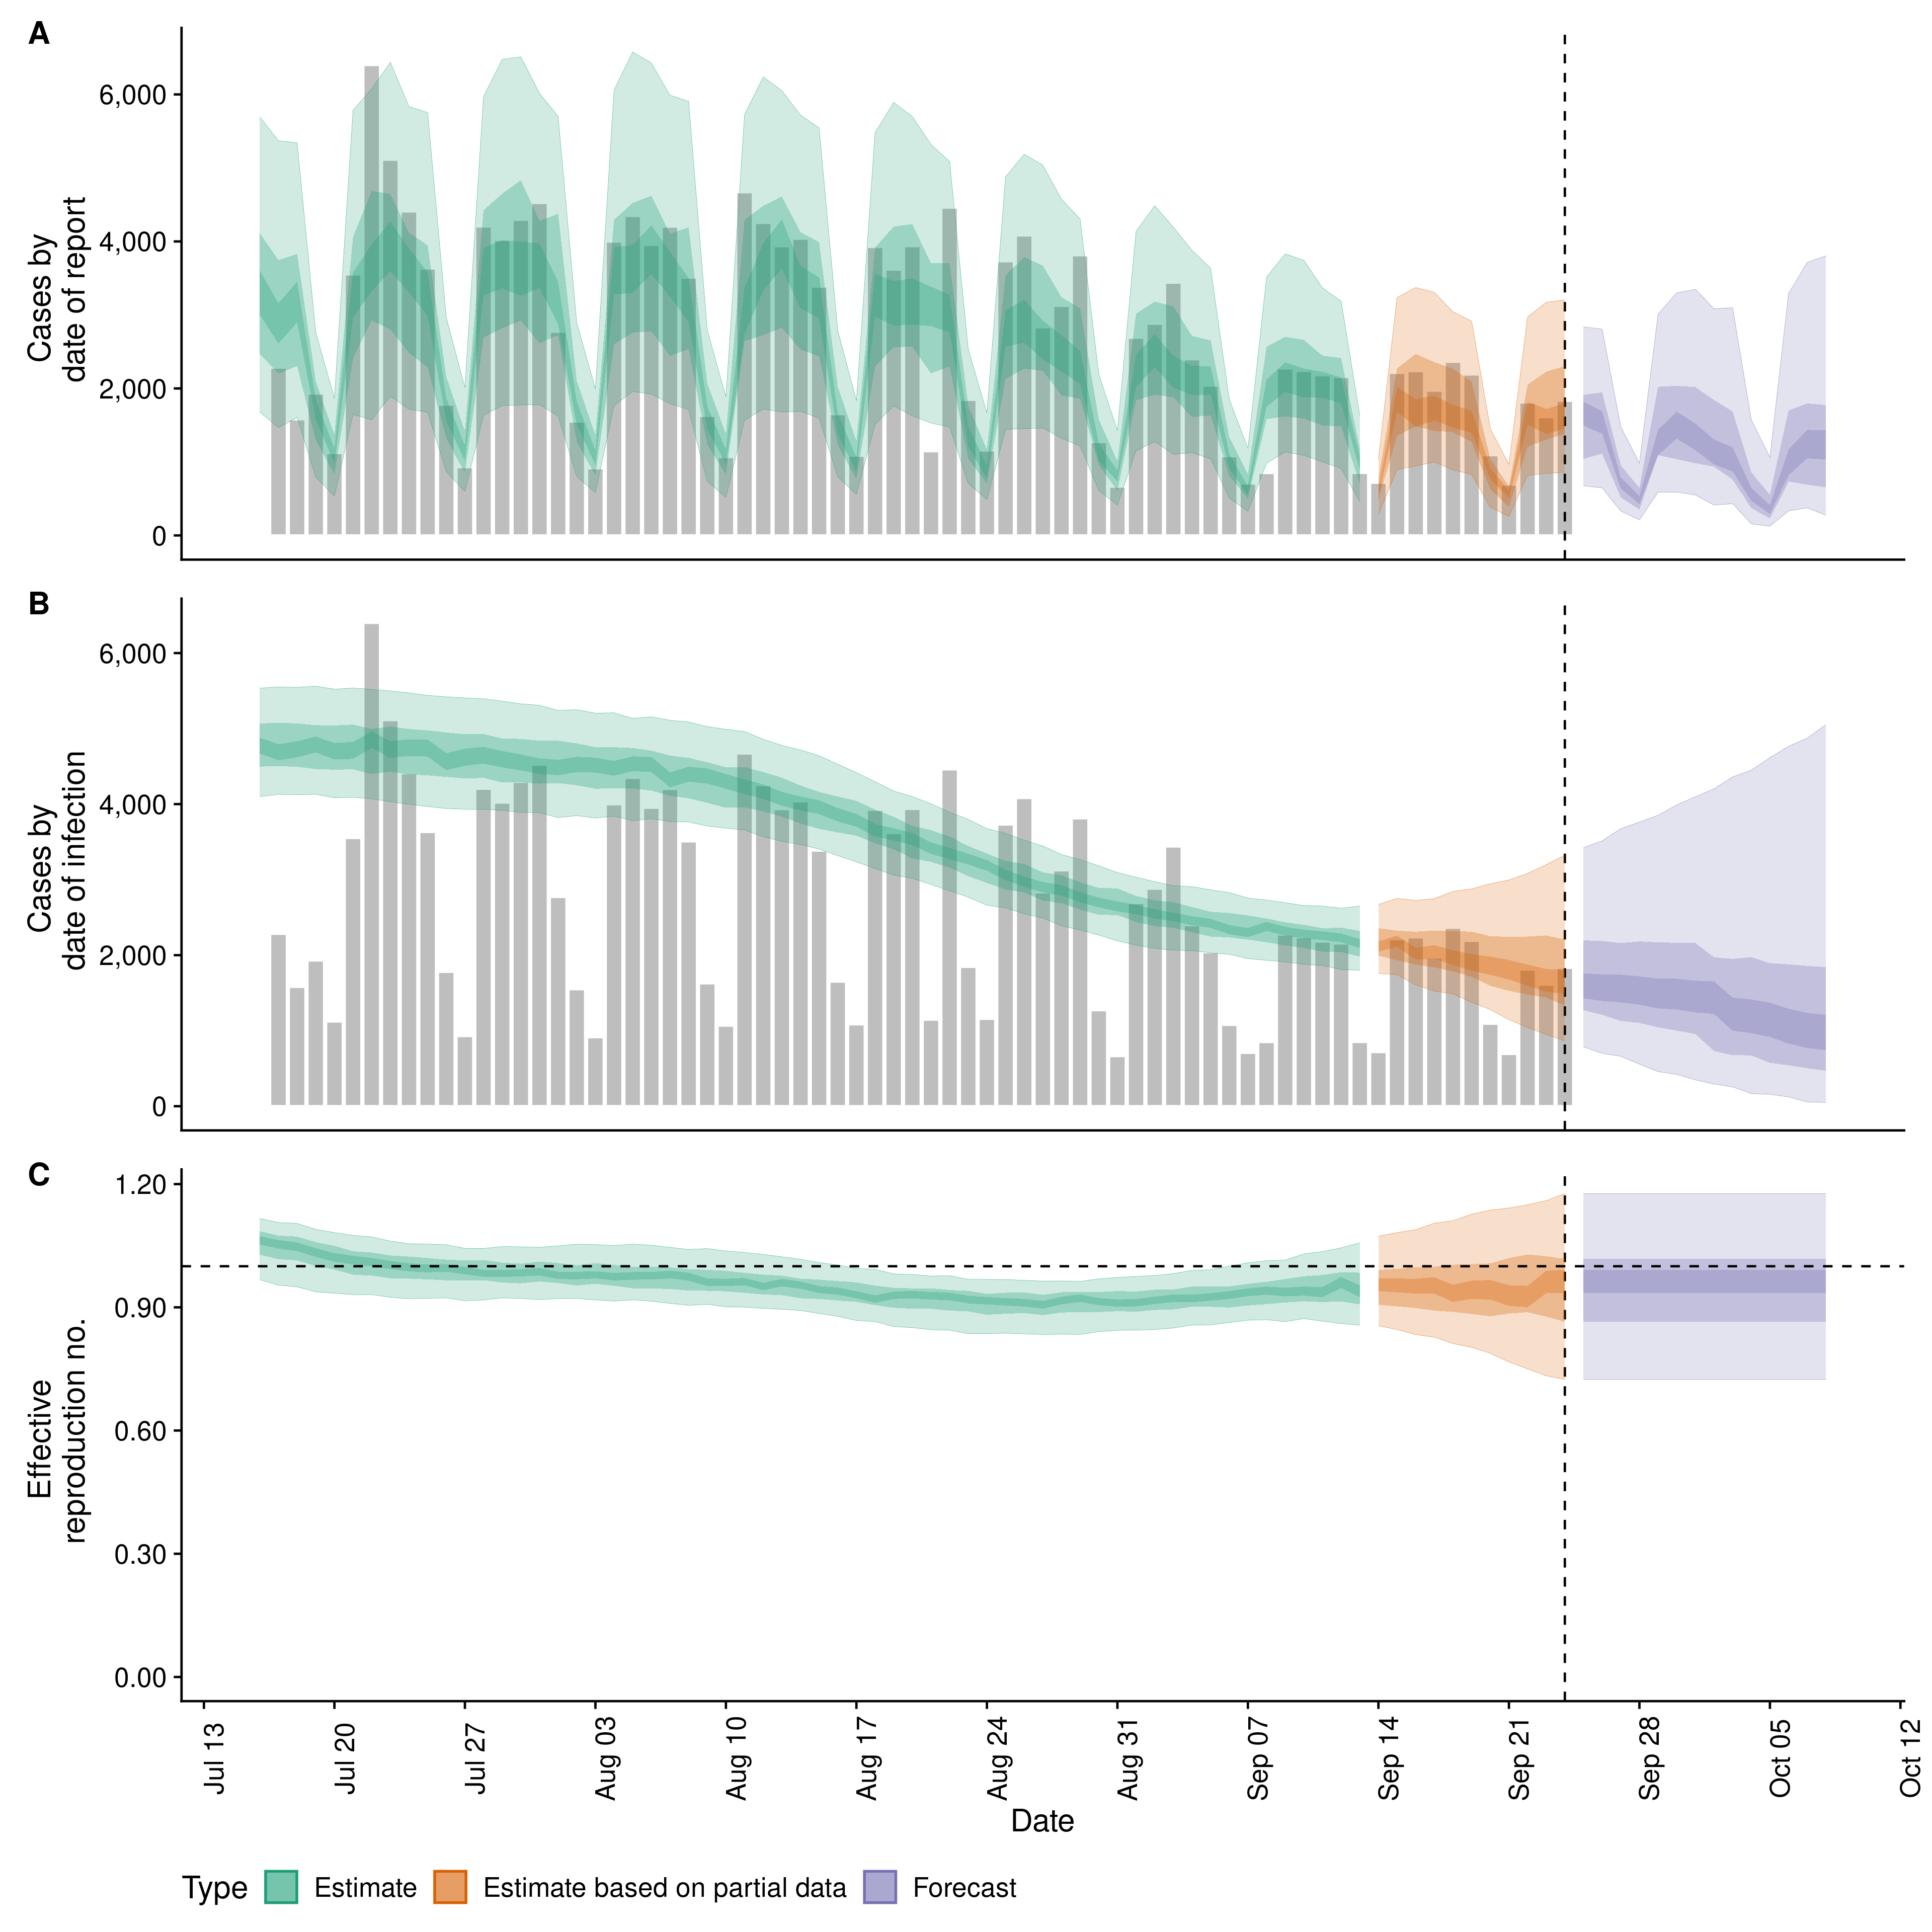 A
Cases by
date of report
6,000
4,000
2,000
0
B
Cases by
date of infection
6,000
4,000
2,000
0
C
Effective
reproduction no.
1.20
0.90
0.60
0.30
0.00
Jul 13
Jul 20
Jul 27
Aug 03
Aug 10
Aug 17
Aug 24
Aug 31
Sep 07
Sep 14
Sep 21
Sep 28
Oct 05
Oct 12
Date
Type Estimate Estimate based on partial data Forecast